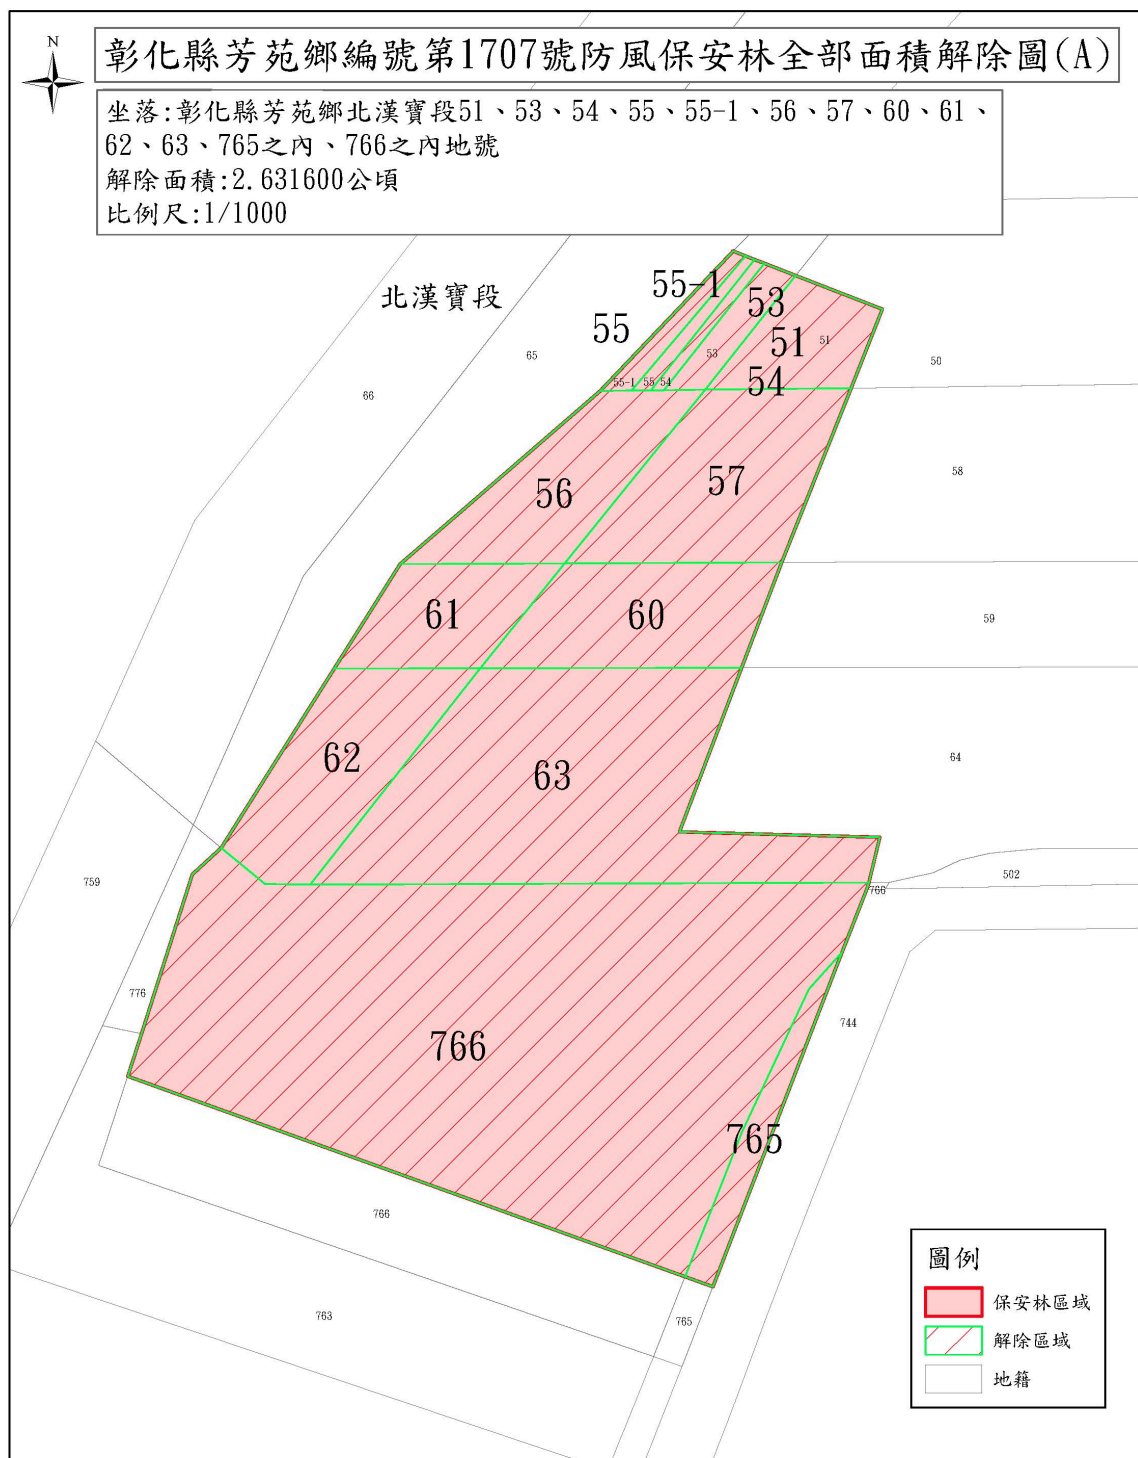 N
彰化縣芳苑鄉編號第1707號防風保安林全部面積解除圖(A)
坐落:彰化縣芳苑鄉北漢寶段51、53、54、55、55-1、56、57、60、61、
62、63、765之內、766之內地號
解除面積:2.631600公頃
比例尺:1/1000
北漢寶段
55-1
53
55
51
54
65
53
51
50
66
55-1
55
54
56
57
58
61
60
59
62
63
64
759
766
502
776
744
766
765
766
763
765
圖例
保安林區域
解除區域
地籍